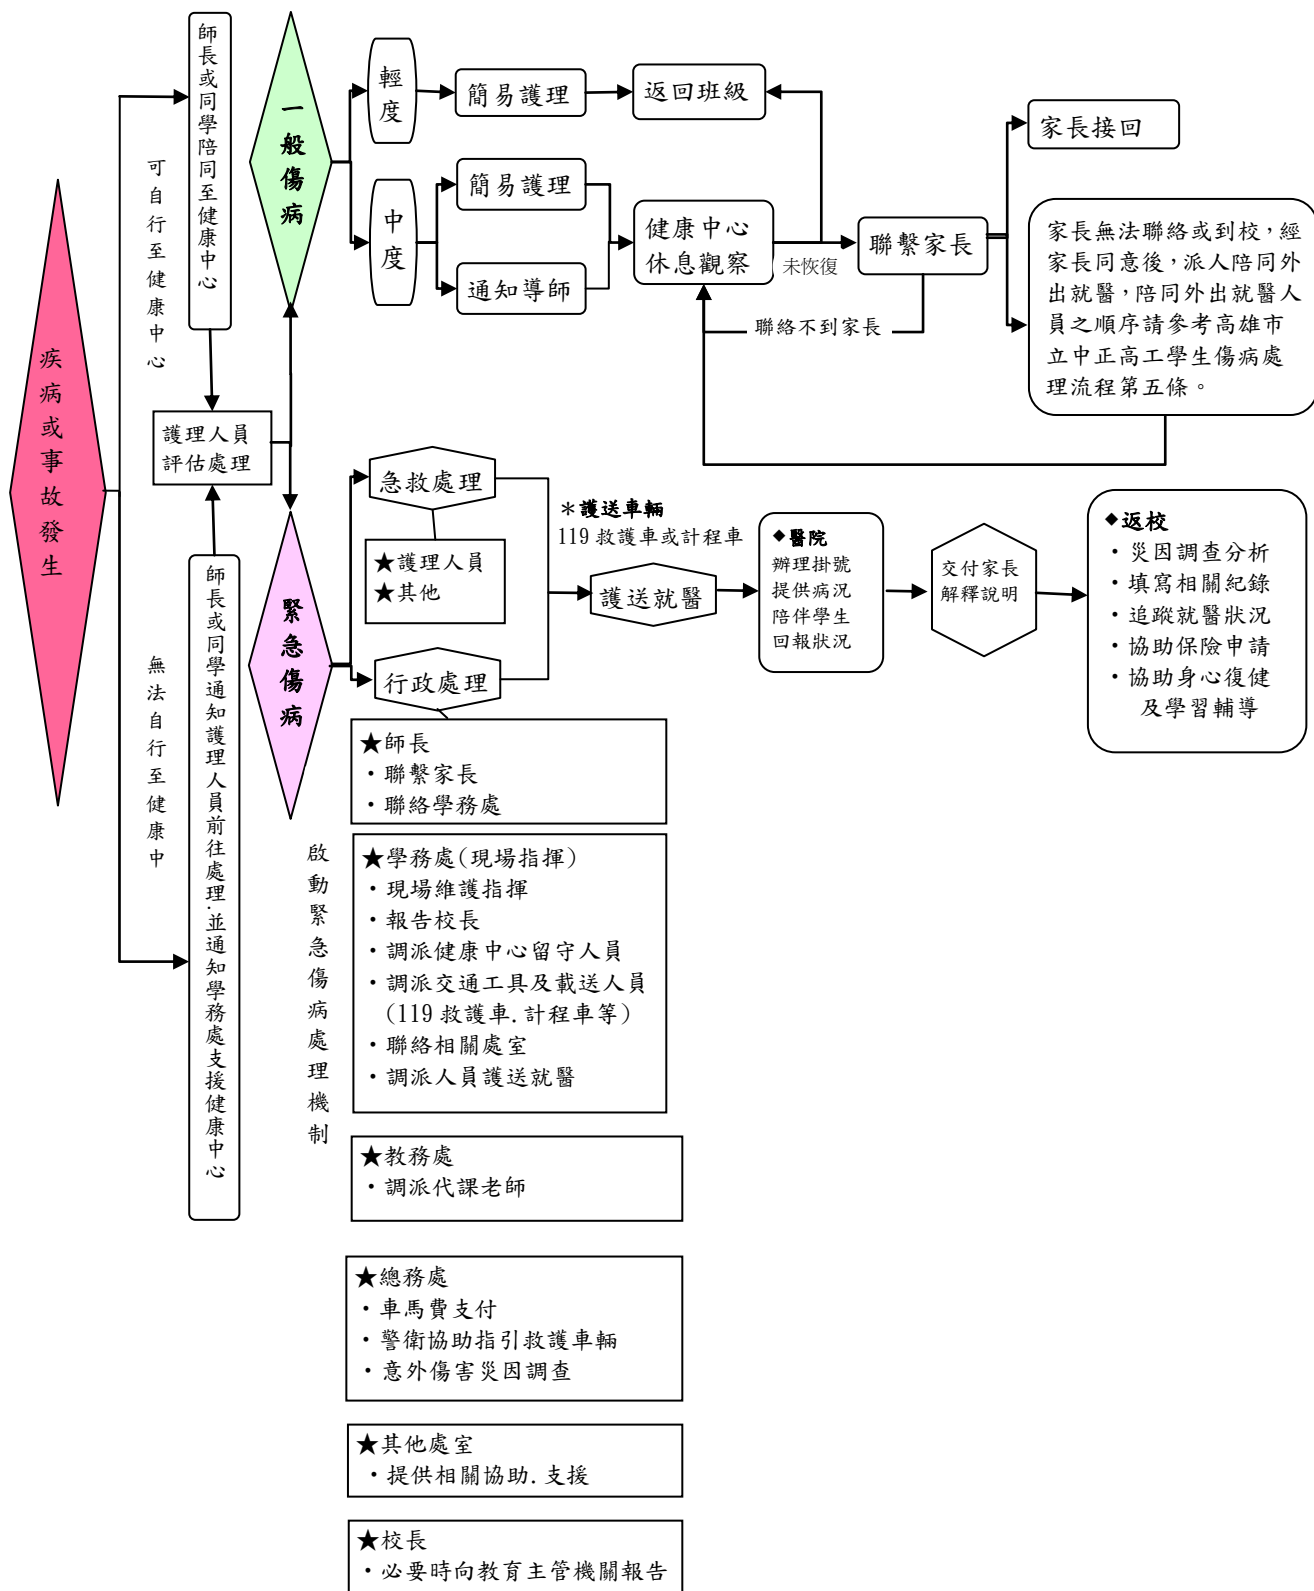 疾病或事故發生
可自行至健康中心
無法自行至健康中
師長或同學陪同至健康中心
護理人員
評估處理
師長或同學通知護理人員前往處理.並通知學務處支援健康中心
一般傷病
輕度
簡易護理
返回班級
中度
簡易護理
通知導師
健康中心
休息觀察
未恢復
聯繫家長
聯絡不到家長
家長接回
家長無法聯絡或到校，經
家長同意後，派人陪同外
出就醫，陪同外出就醫人
員之順序請參考高雄市
立中正高工學生傷病處
理流程第五條。
緊急傷病
急救處理
★護理人員
★其他
行政處理
＊護送車輛
119 救護車或計程車
護送就醫
◆醫院
辦理掛號
提供病況
陪伴學生
回報狀況
交付家長
解釋說明
◆返校
・災因調查分析
・填寫相關紀錄
・追蹤就醫狀況
・協助保險申請
・協助身心復健
及學習輔導
啟動緊急傷病處理機制
★師長
・聯繫家長
・聯絡學務處
★學務處(現場指揮)
・現場維護指揮
・報告校長
・調派健康中心留守人員
・調派交通工具及載送人員
(119 救護車.計程車等)
・聯絡相關處室
・調派人員護送就醫
★教務處
・調派代課老師
★總務處
・車馬費支付
・警衛協助指引救護車輛
・意外傷害災因調查
★其他處室
・提供相關協助.支援
★校長
・必要時向教育主管機關報告